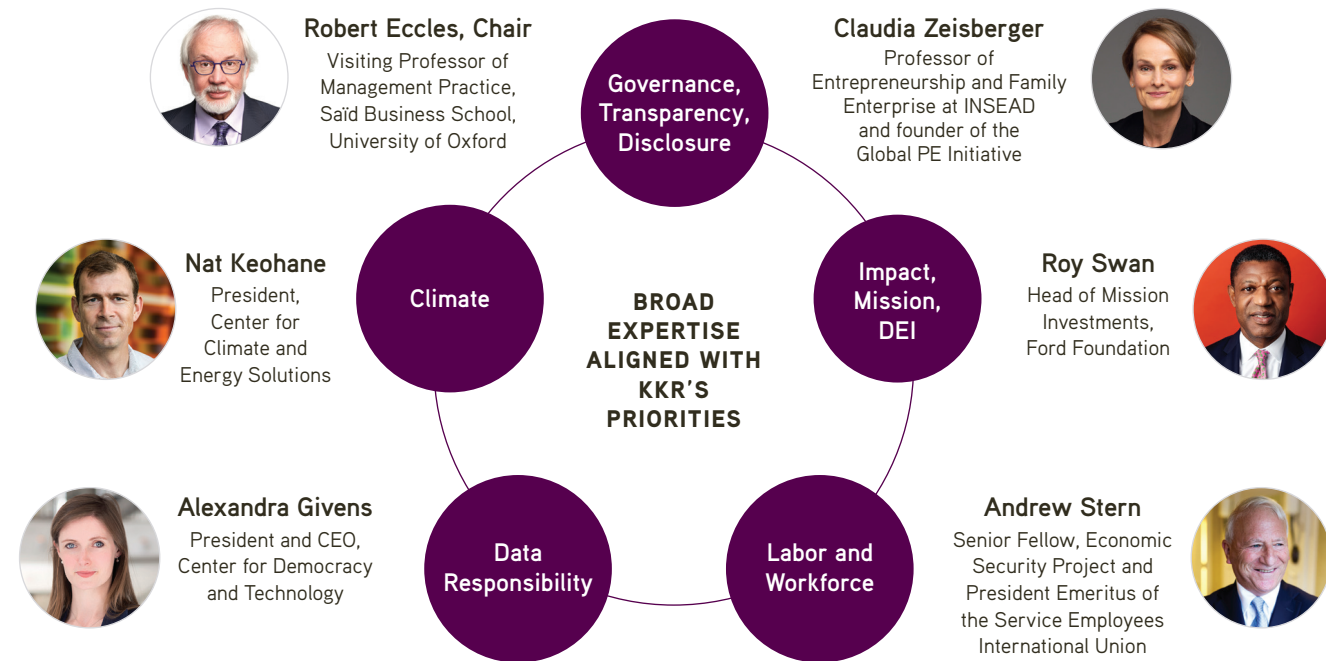 Robert Eccles, Chair
Visiting Professor of
Management Practice,
Saïd Business School,
University of Oxford
Governance,
Transparency,
Disclosure
Claudia Zeisberger
Professor of
Entrepreneurship and Family
Enterprise at INSEAD
and founder of the
Global PE Initiative
Nat Keohane
President,
Center for
Climate and
Energy Solutions
Climate
BROAD
EXPERTISE
ALIGNED WITH
KKR’S
PRIORITIES
Impact,
Mission,
DEI
Roy Swan
Head of Mission
Investments,
Ford Foundation
Alexandra Givens
President and CEO,
Center for Democracy
and Technology
Data
Responsibility
Labor and
Workforce
Andrew Stern
Senior Fellow, Economic
Security Project and
President Emeritus of
the Service Employees
International Union